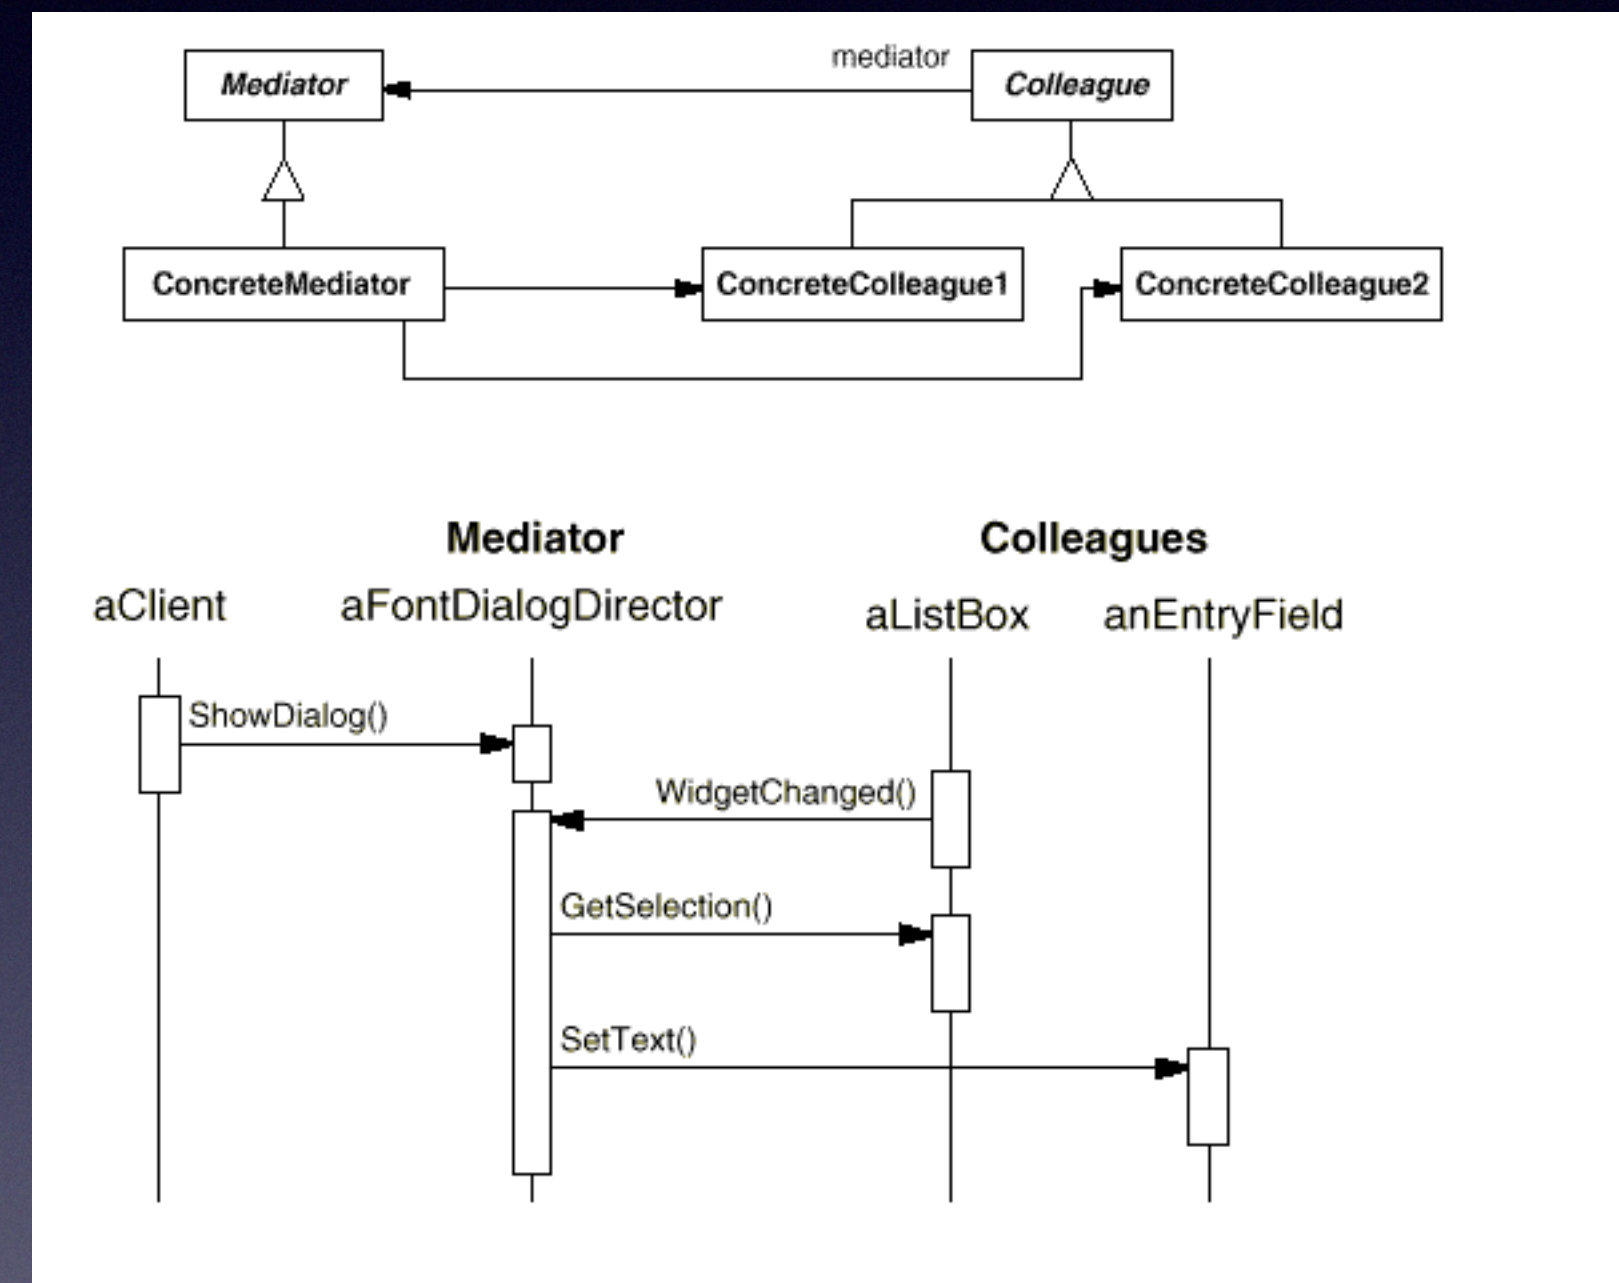 mediator
Mediator
Colleague
ConcreteMediator
ConcreteColleague1
ConcreteColleague2
Mediator
Colleagues
aClient
aFontDialogDirector
aListBox
anEntryField
ShowDialog()
WidgetChanged()
GetSelection()
SetText()